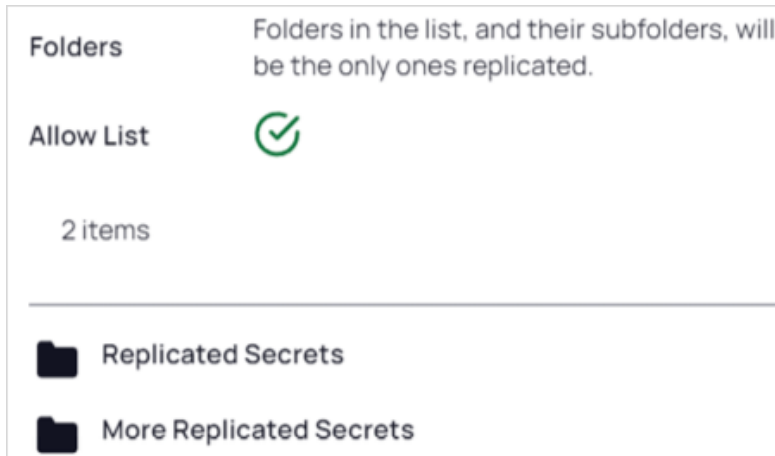 Folders
Folders in the list, and their subfolders, will
be the only ones replicated.
Allow List
2 items
Replicated Secrets
More Replicated Secrets